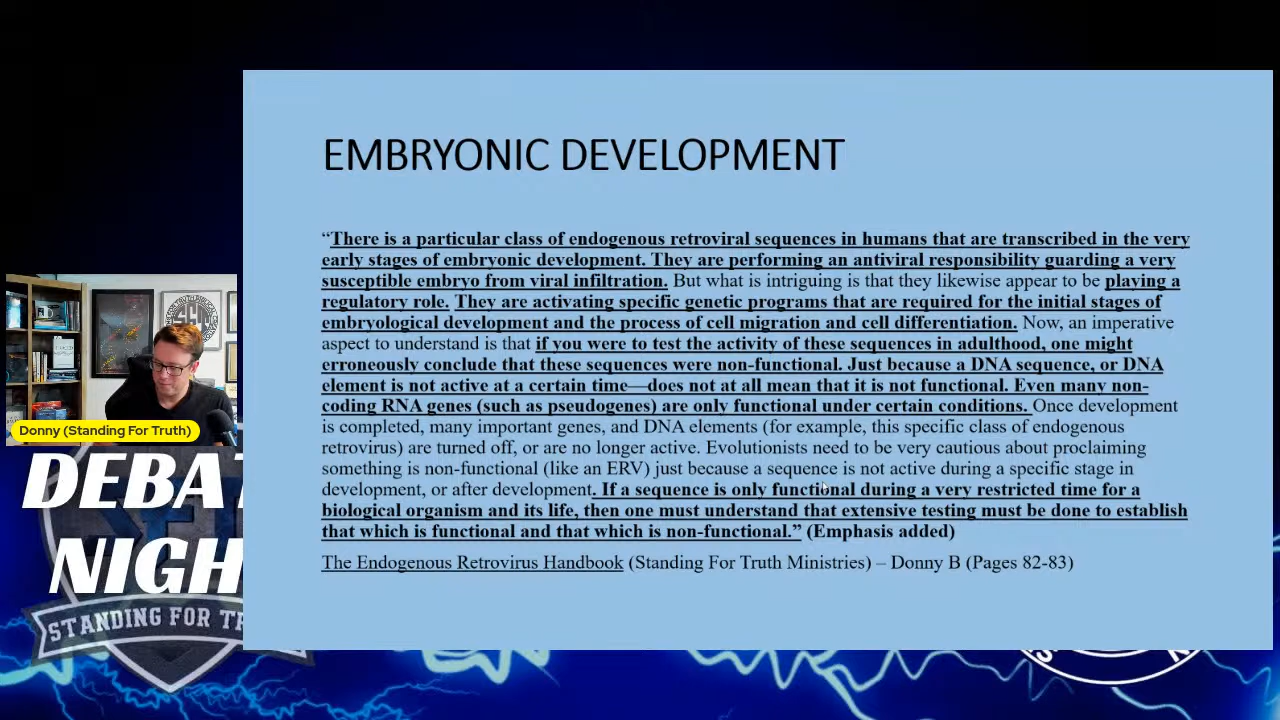 EMBRYONIC DEVELOPMENT
“There is a particular class of endogenous retroviral sequences in humans that are transcribed in the very
early stages of embryonic development. They are performing an antiviral responsibility guarding a very
susceptible embryo from viral infiltration. But what is intriguing is that they likewise appear to be playing a
regulatory role. They are activating specific genetic programs that are required for the initial stages of
embryological development and the process of cell migration and cell differentiation. Now, an imperative
aspect to understand is that if you were to test the activity of these sequences in adulthood, one might
erroneously conclude that these sequences were non-functional. Just because a DNA sequence, or DNA
element is not active at a certain time—does not at all mean that it is not functional. Even many non-
coding RNA genes (such as pseudogenes) are only functional under certain conditions. Once development
is completed, many important genes, and DNA elements (for example, this specific class of endogenous
retrovirus) are turned off, or are no longer active. Evolutionists need to be very cautious about proclaiming
something is non-functional (like an ERV) just because a sequence is not active during a specific stage in
development, or after development. If a sequence is only functional during a very restricted time for a
biological organism and its life, then one must understand that extensive testing must be done to establish
that which is functional and that which is non-functional.” (Emphasis added)
The Endogenous Retrovirus Handbook (Standing For Truth Ministries) – Donny B (Pages 82-83)
Donny (Standing For Truth)
DEBAT
NIGH
STANDING FOR TR